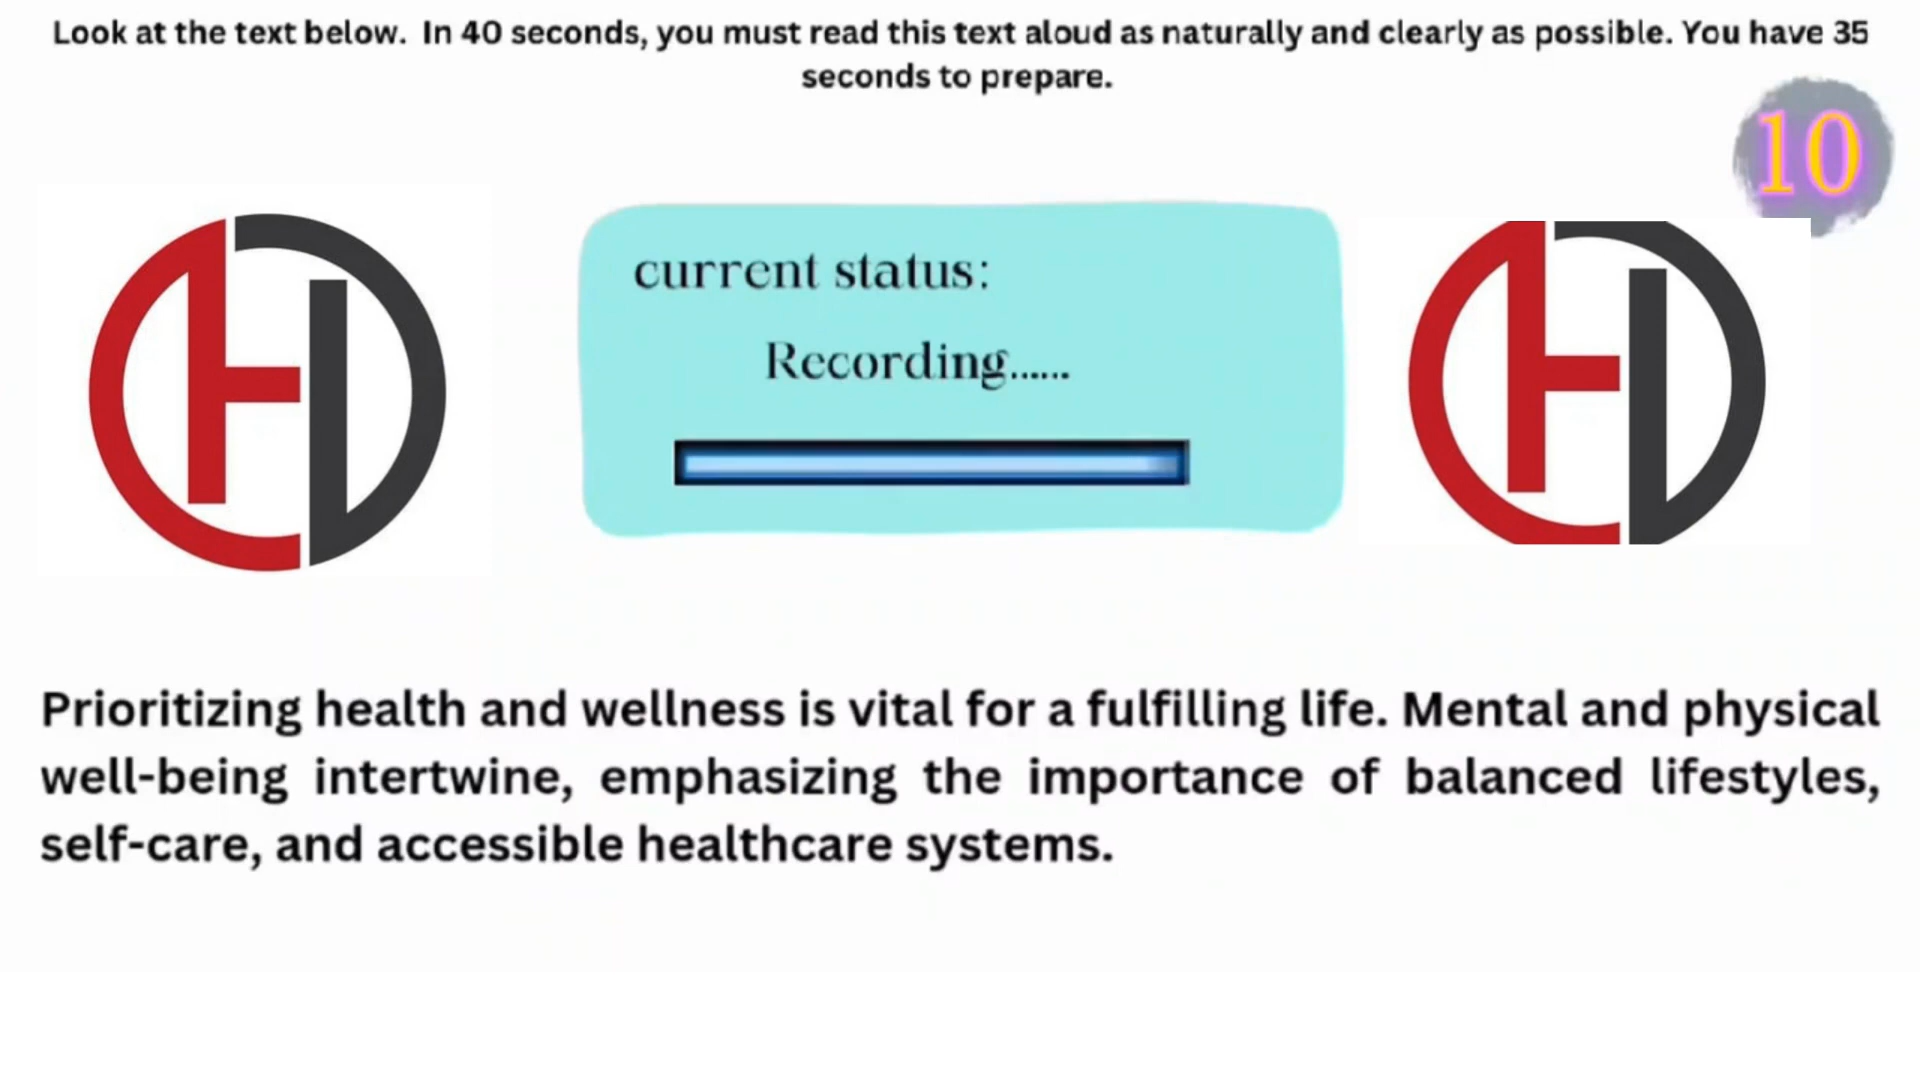 Look at the text below. In 40 seconds, you must read this text aloud as naturally and clearly as possible. You have 35
seconds to prepare.
10
current status:
Recording......
Prioritizing health and wellness is vital for a fulfilling life. Mental and physical
well-being intertwine, emphasizing the importance of balanced lifestyles,
self-care, and accessible healthcare systems.